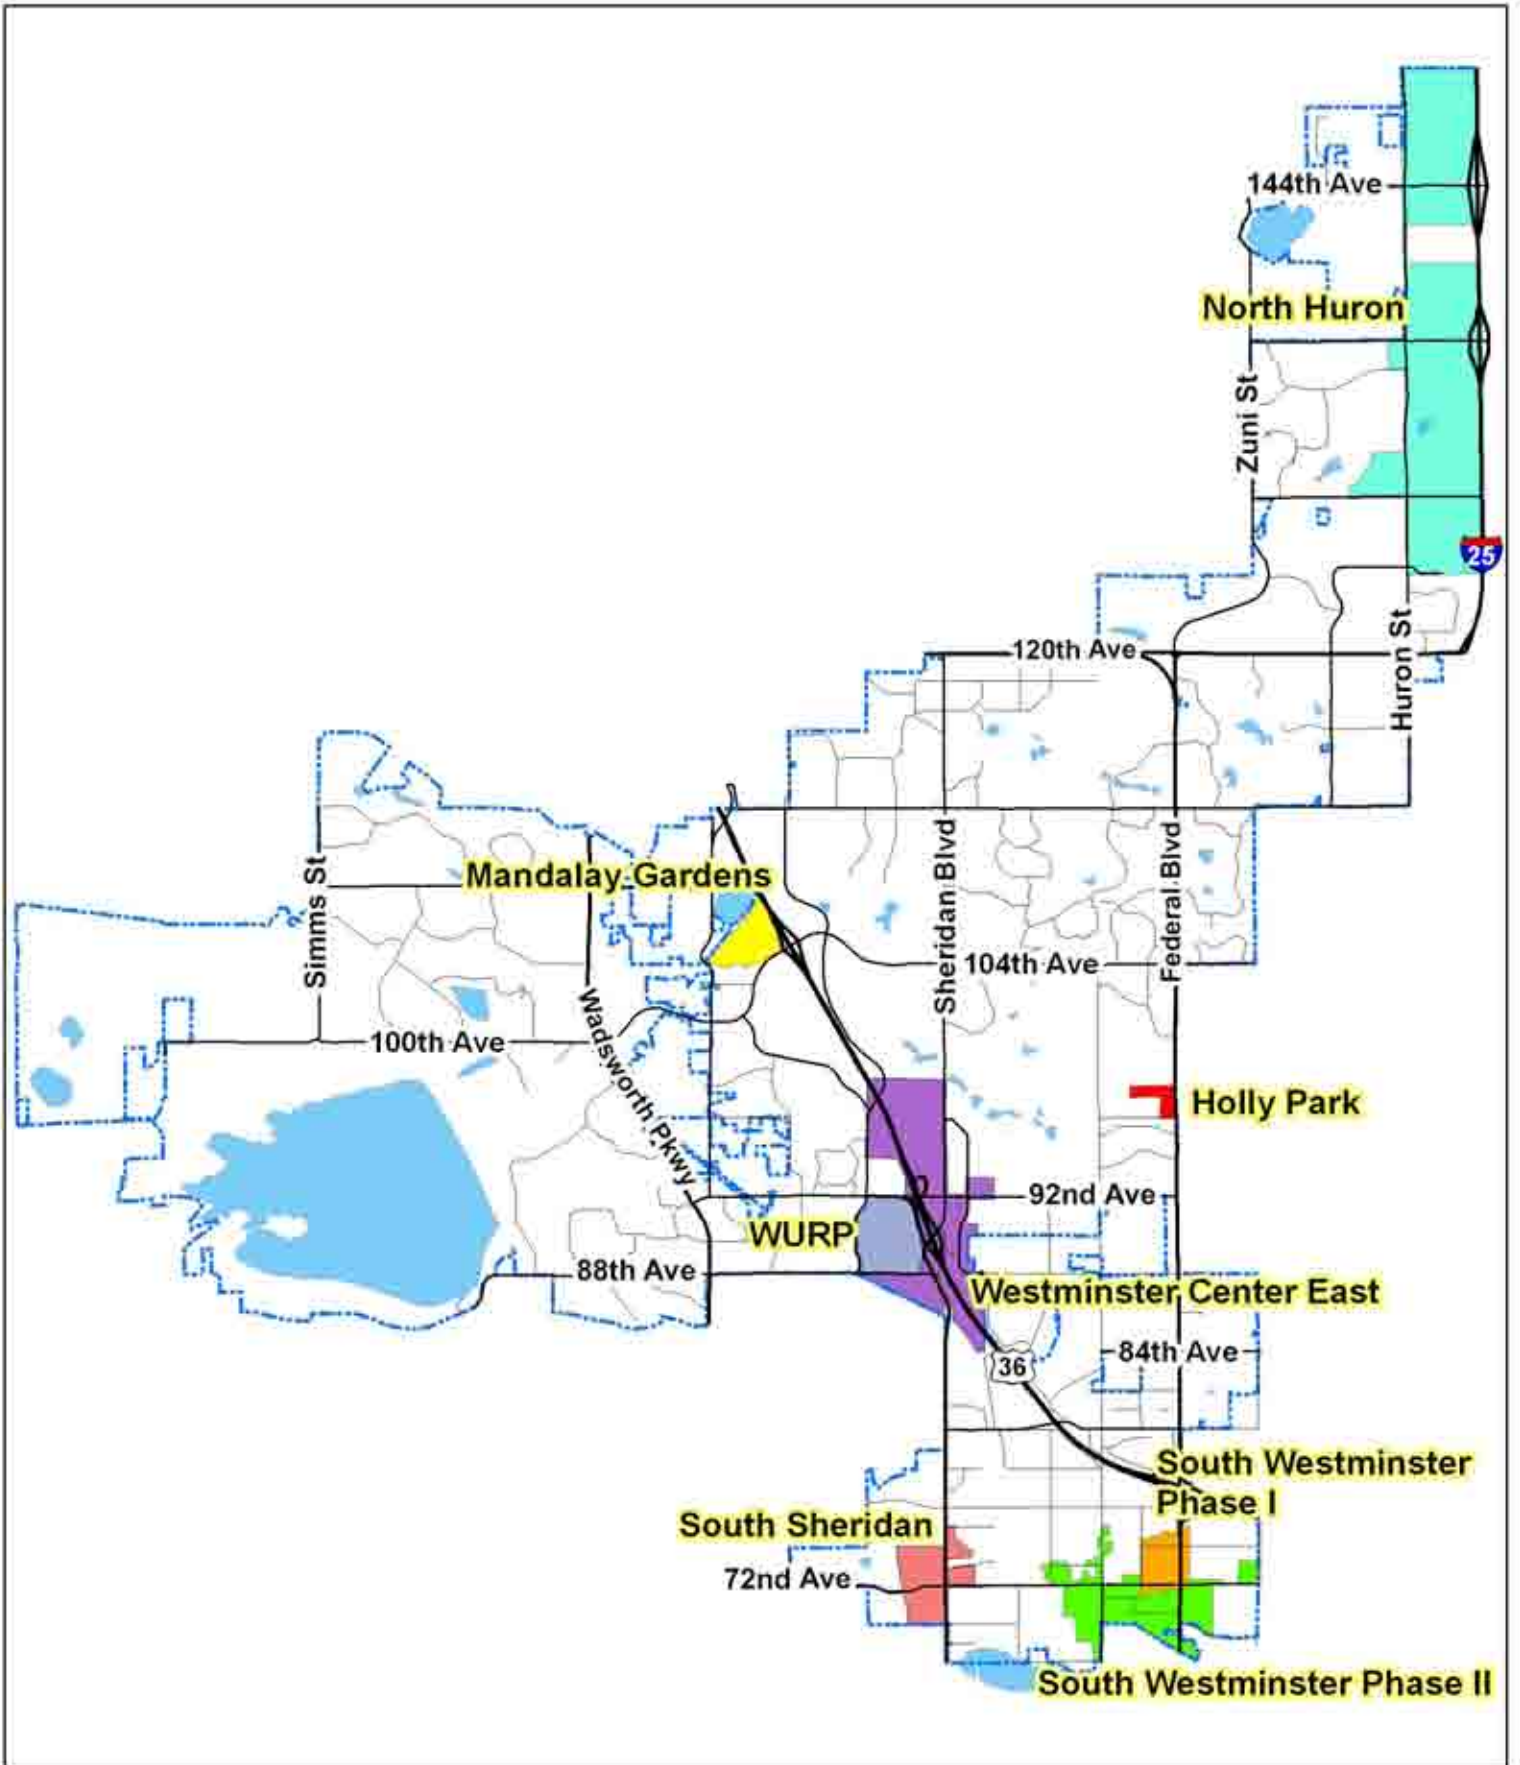 144th Ave
North Huron
Zuni St
25
120th Ave
Huron St
Mandalay Gardens
Simms St
Sheridan Blvd
Federal Blvd
104th Ave
100th Ave
Wadsworth Pkwy
Holly Park
92nd Ave
WURP
88th Ave
Westminster Center East
84th Ave
36
South Westminster
Phase I
South Sheridan
72nd Ave
South Westminster Phase II